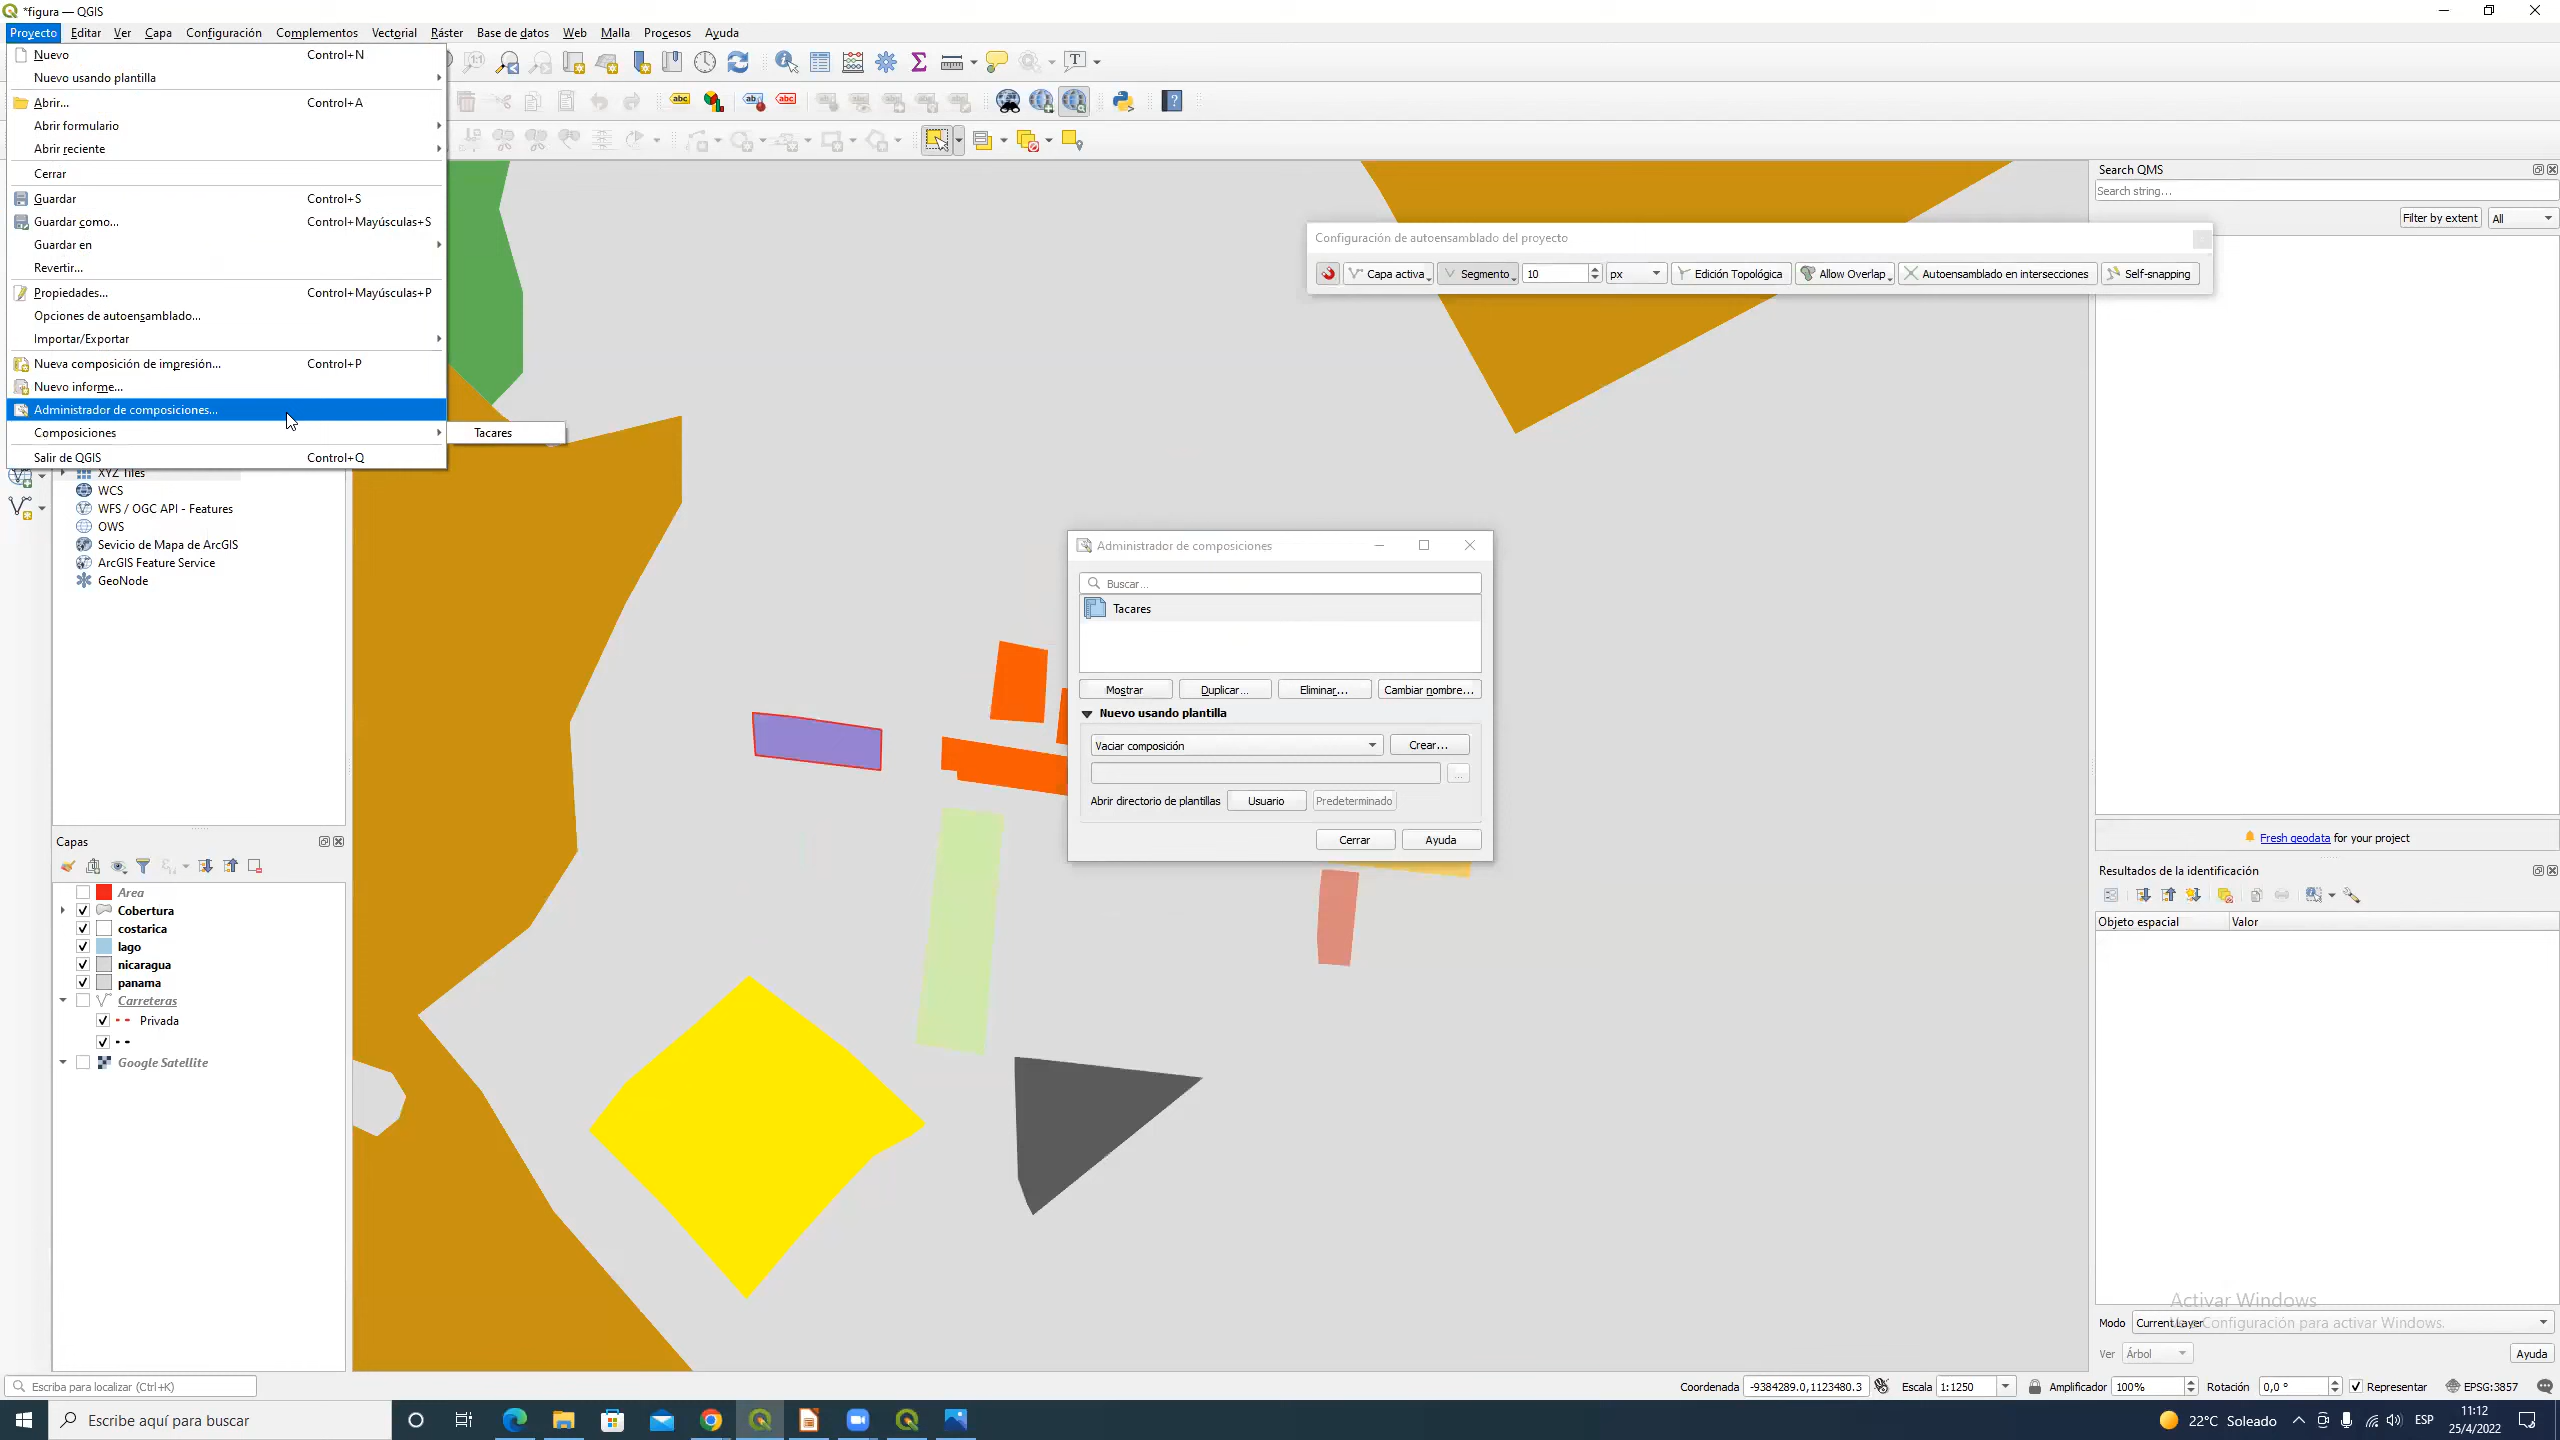 *figura — QGIS
Proyecto Editar Ver Capa Configuración Complementos Vectorial Ráster Base de datos Web Malla Procesos Ayuda
Nuevo Control+N
Nuevo usando plantilla
Abrir... Control+A
Abrir formulario
Abrir reciente
Cerrar
Guardar Control+S
Guardar como... Control+Mayúsculas+S
Guardar en
Revertir...
Propiedades... Control+Mayúsculas+P
Opciones de autoensamblado...
Importar/Exportar
Nueva composición de impresión... Control+P
Nuevo informe...
Administrador de composiciones...
Composiciones
Tacares
Salir de QGIS Control+Q
XYZ Tiles
WCS
WFS / OGC API - Features
OWS
Sevicio de Mapa de ArcGIS
ArcGIS Feature Service
GeoNode
Capas
Area
Cobertura
costarica
lago
nicaragua
panama
Carreteras
Privada
Google Satellite
Configuración de autoensamblado del proyecto
Capa activa Segmento 10 px Edición Topológica Allow Overlap Autoensamblado en intersecciones Self-snapping
Administrador de composiciones
Buscar...
Tacares
Mostrar Duplicar... Eliminar... Cambiar nombre...
Nuevo usando plantilla
Vaciar composición Crear...
...
Abrir directorio de plantillas Usuario Predeterminado
Cerrar Ayuda
Search QMS
Search string...
Filter by extent All
Fresh geodata for your project
Resultados de la identificación
Objeto espacial Valor
Activar Windows
Modo Current Layer
Configuración para activar Windows.
Ver Árbol Ayuda
Escriba para localizar (Ctrl+K)
Coordenada -9384289.0,1123480.3 Escala 1:1250 Amplificador 100% Rotación 0,0 ° Representar EPSG:3857
Escribe aquí para buscar
22°C Soleado ESP 11:12
25/4/2022